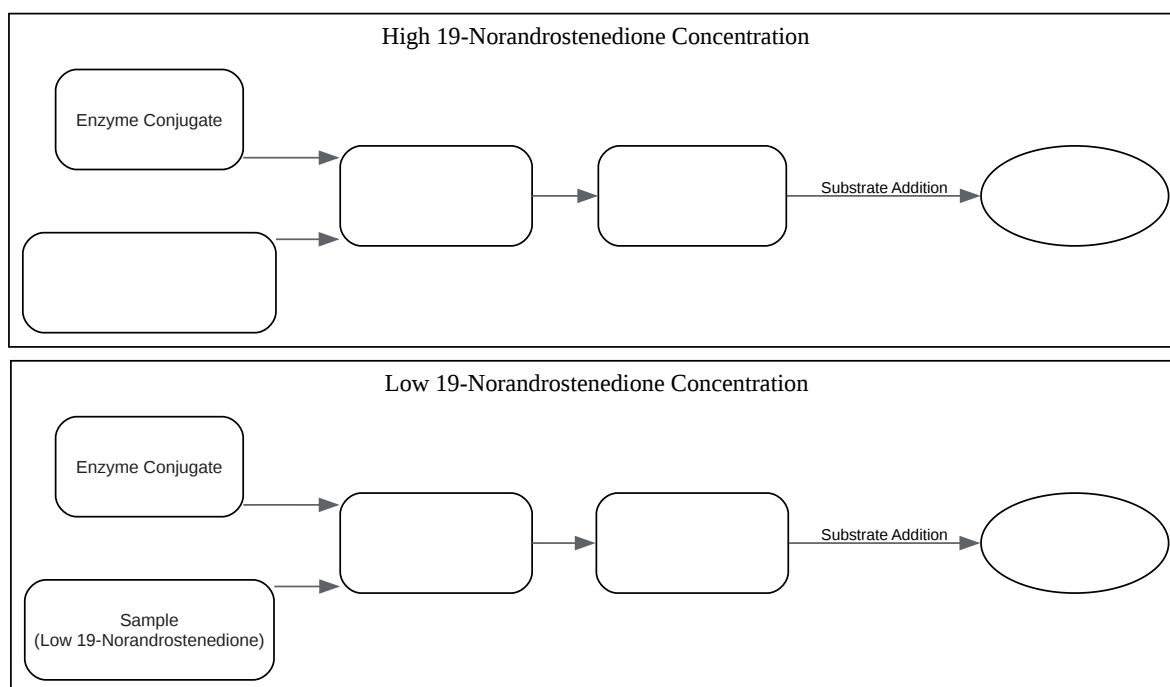 High 19-Norandrostenedione Concentration
Enzyme Conjugate
Substrate Addition
Low 19-Norandrostenedione Concentration
Enzyme Conjugate
Substrate Addition
Sample
(Low 19-Norandrostenedione)